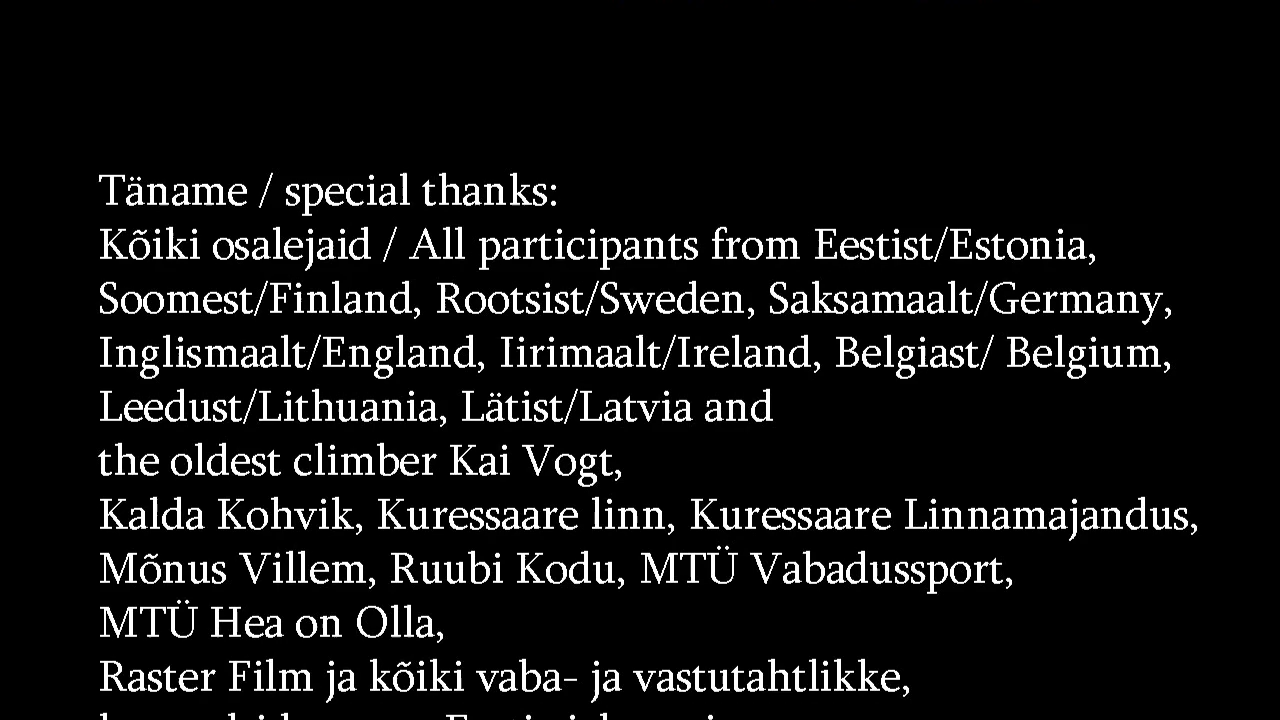 Täname / special thanks:
Kõiki osalejaid / All participants from Eestist/Estonia,
Soomest/Finland, Rootsist/Sweden, Saksamaalt/Germany,
Inglismaalt/England, Iirimaalt/Ireland, Belgiast/ Belgium,
Leedust/Lithuania, Lätist/Latvia and
the oldest climber Kai Vogt,
Kalda Kohvik, Kuressaare linn, Kuressaare Linnamajandus,
Mõnus Villem, Ruubi Kodu, MTÜ Vabadussport,
MTÜ Hea on Olla,
Raster Film ja kõiki vaba- ja vastutahtlikke,